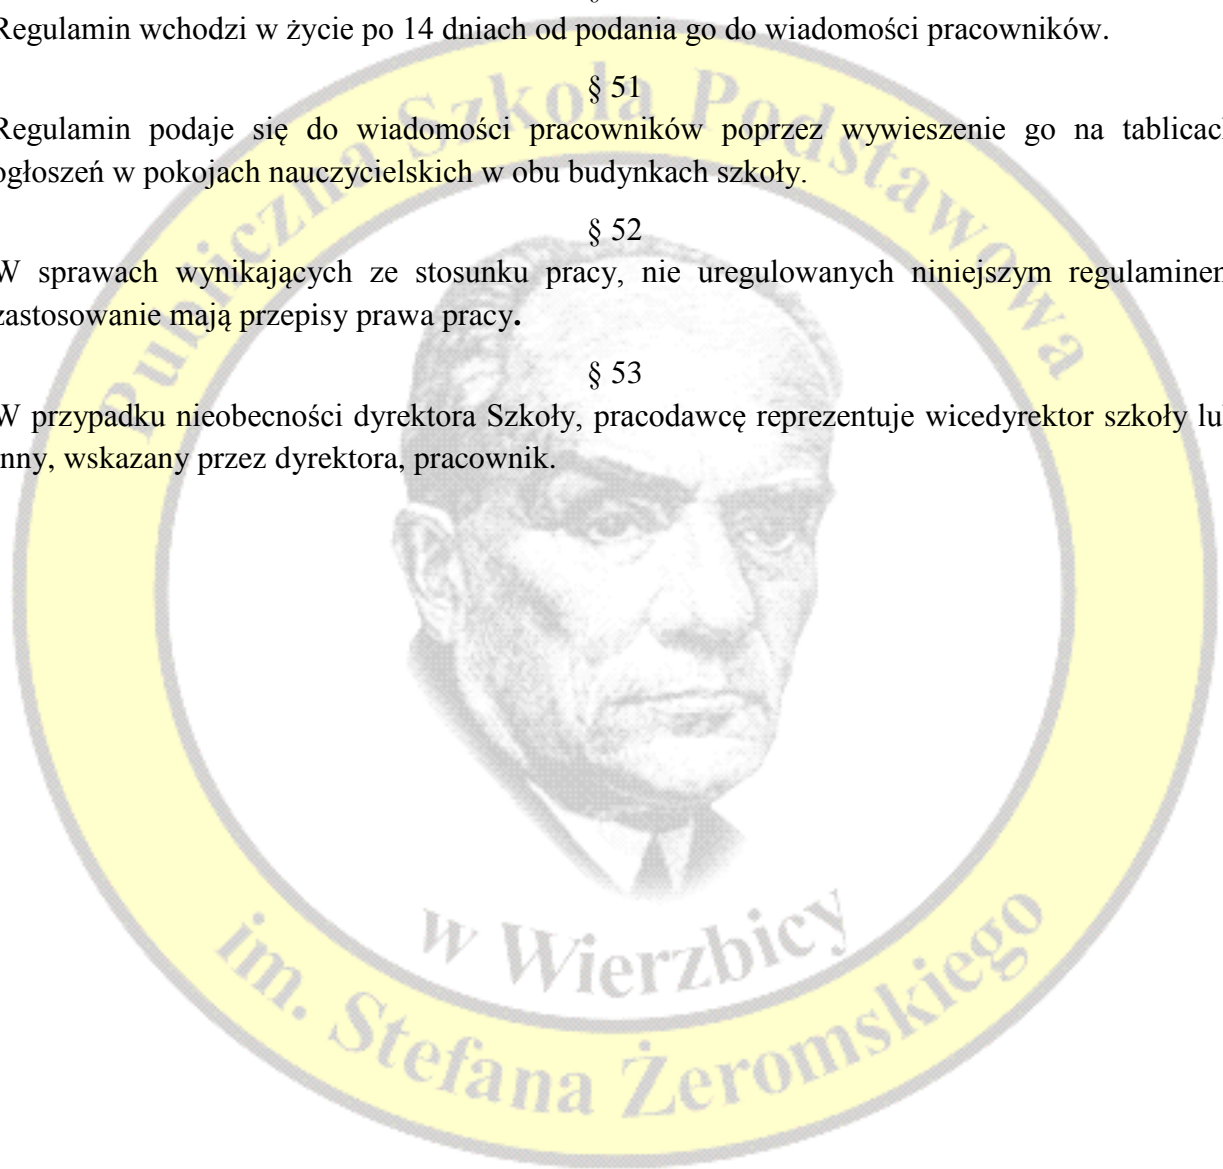 Regulamin wchodzi w życie po 14 dniach od podania go do wiadomości pracowników.
§ 51
Regulamin podaje się do wiadomości pracowników poprzez wywieszenie go na tablicach
ogłoszeń w pokojach nauczycielskich w obu budynkach szkoły.
§ 52
W sprawach wynikających ze stosunku pracy, nie uregulowanych niniejszym regulaminem
zastosowanie mają przepisy prawa pracy.
§ 53
W przypadku nieobecności dyrektora Szkoły, pracodawcę reprezentuje wicedyrektor szkoły lub
inny, wskazany przez dyrektora, pracownik.
Publiczna Szkoła Podstawowa
w Wierzbicy
im. Stefana Żeromskiego